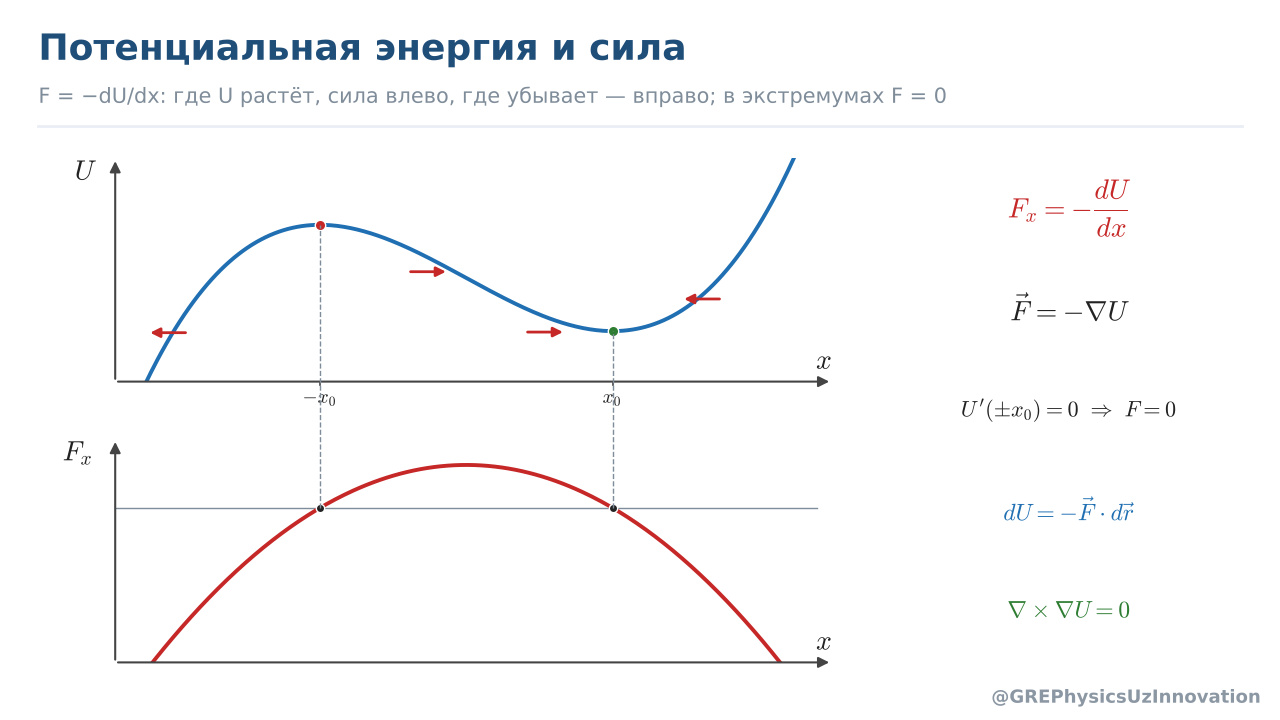 Потенциальная энергия и сила
F = −dU/dx: где U растёт, сила влево, где убывает — вправо; в экстремумах F = 0
U
x
−x₀
x₀
Fₓ
x
Fₓ = −dU/dx
F⃗ = −∇U
U′(±x₀) = 0 ⇒ F = 0
dU = −F⃗ · dr⃗
∇ × ∇U = 0
@GREPhysicsUzInnovation